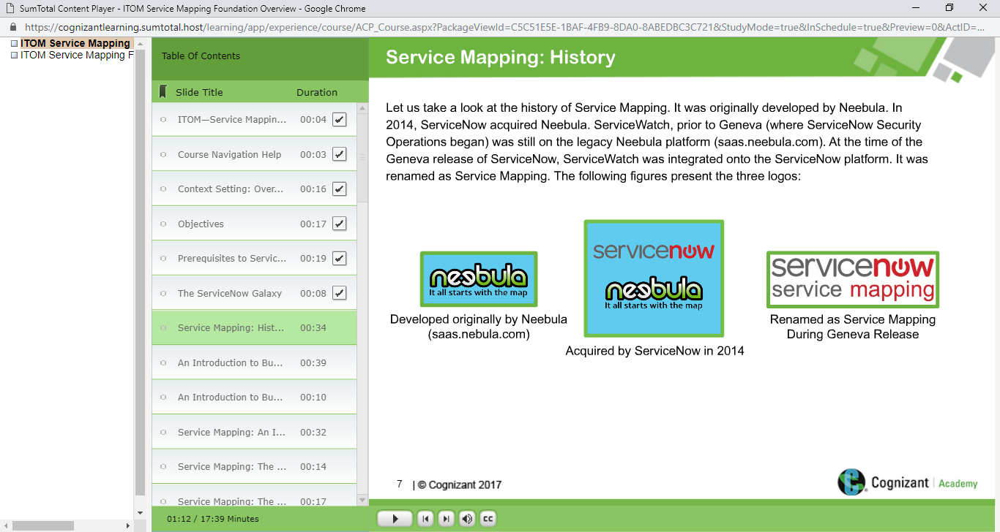 SumTotal Content Player - ITOM Service Mapping Foundation Overview - Google Chrome
https://cognizantlearning.sumtotal.host/learning/app/experience/course/ACP_Course.aspx?PackageViewId=C5C51E5E-1BAF-4FB9-8DA0-8ABEDBC3C721&StudyMode=true&InSchedule=true&Preview=0&ActID=...
ITOM Service Mapping
ITOM Service Mapping F
Table Of Contents
Slide Title Duration
ITOM—Service Mappin... 00:04
Course Navigation Help 00:03
Context Setting: Over... 00:16
Objectives 00:17
Prerequisites to Servic... 00:19
The ServiceNow Galaxy 00:08
Service Mapping: Hist... 00:34
An Introduction to Bu... 00:39
An Introduction to Bu... 00:10
Service Mapping: An I... 00:32
Service Mapping: The ... 00:14
Service Mapping: The ... 00:17
01:12 / 17:39 Minutes
Service Mapping: History
Let us take a look at the history of Service Mapping. It was originally developed by Neebula. In
2014, ServiceNow acquired Neebula. ServiceWatch, prior to Geneva (where ServiceNow Security
Operations began) was still on the legacy Neebula platform (saas.neebula.com). At the time of the
Geneva release of ServiceNow, ServiceWatch was integrated onto the ServiceNow platform. It was
renamed as Service Mapping. The following figures present the three logos:
neebula
It all starts with the map
Developed originally by Neebula
(saas.nebula.com)
servicenow
neebula
It all starts with the map
Acquired by ServiceNow in 2014
servicenow
service mapping
Renamed as Service Mapping
During Geneva Release
7 | © Cognizant 2017
Cognizant | Academy
CC